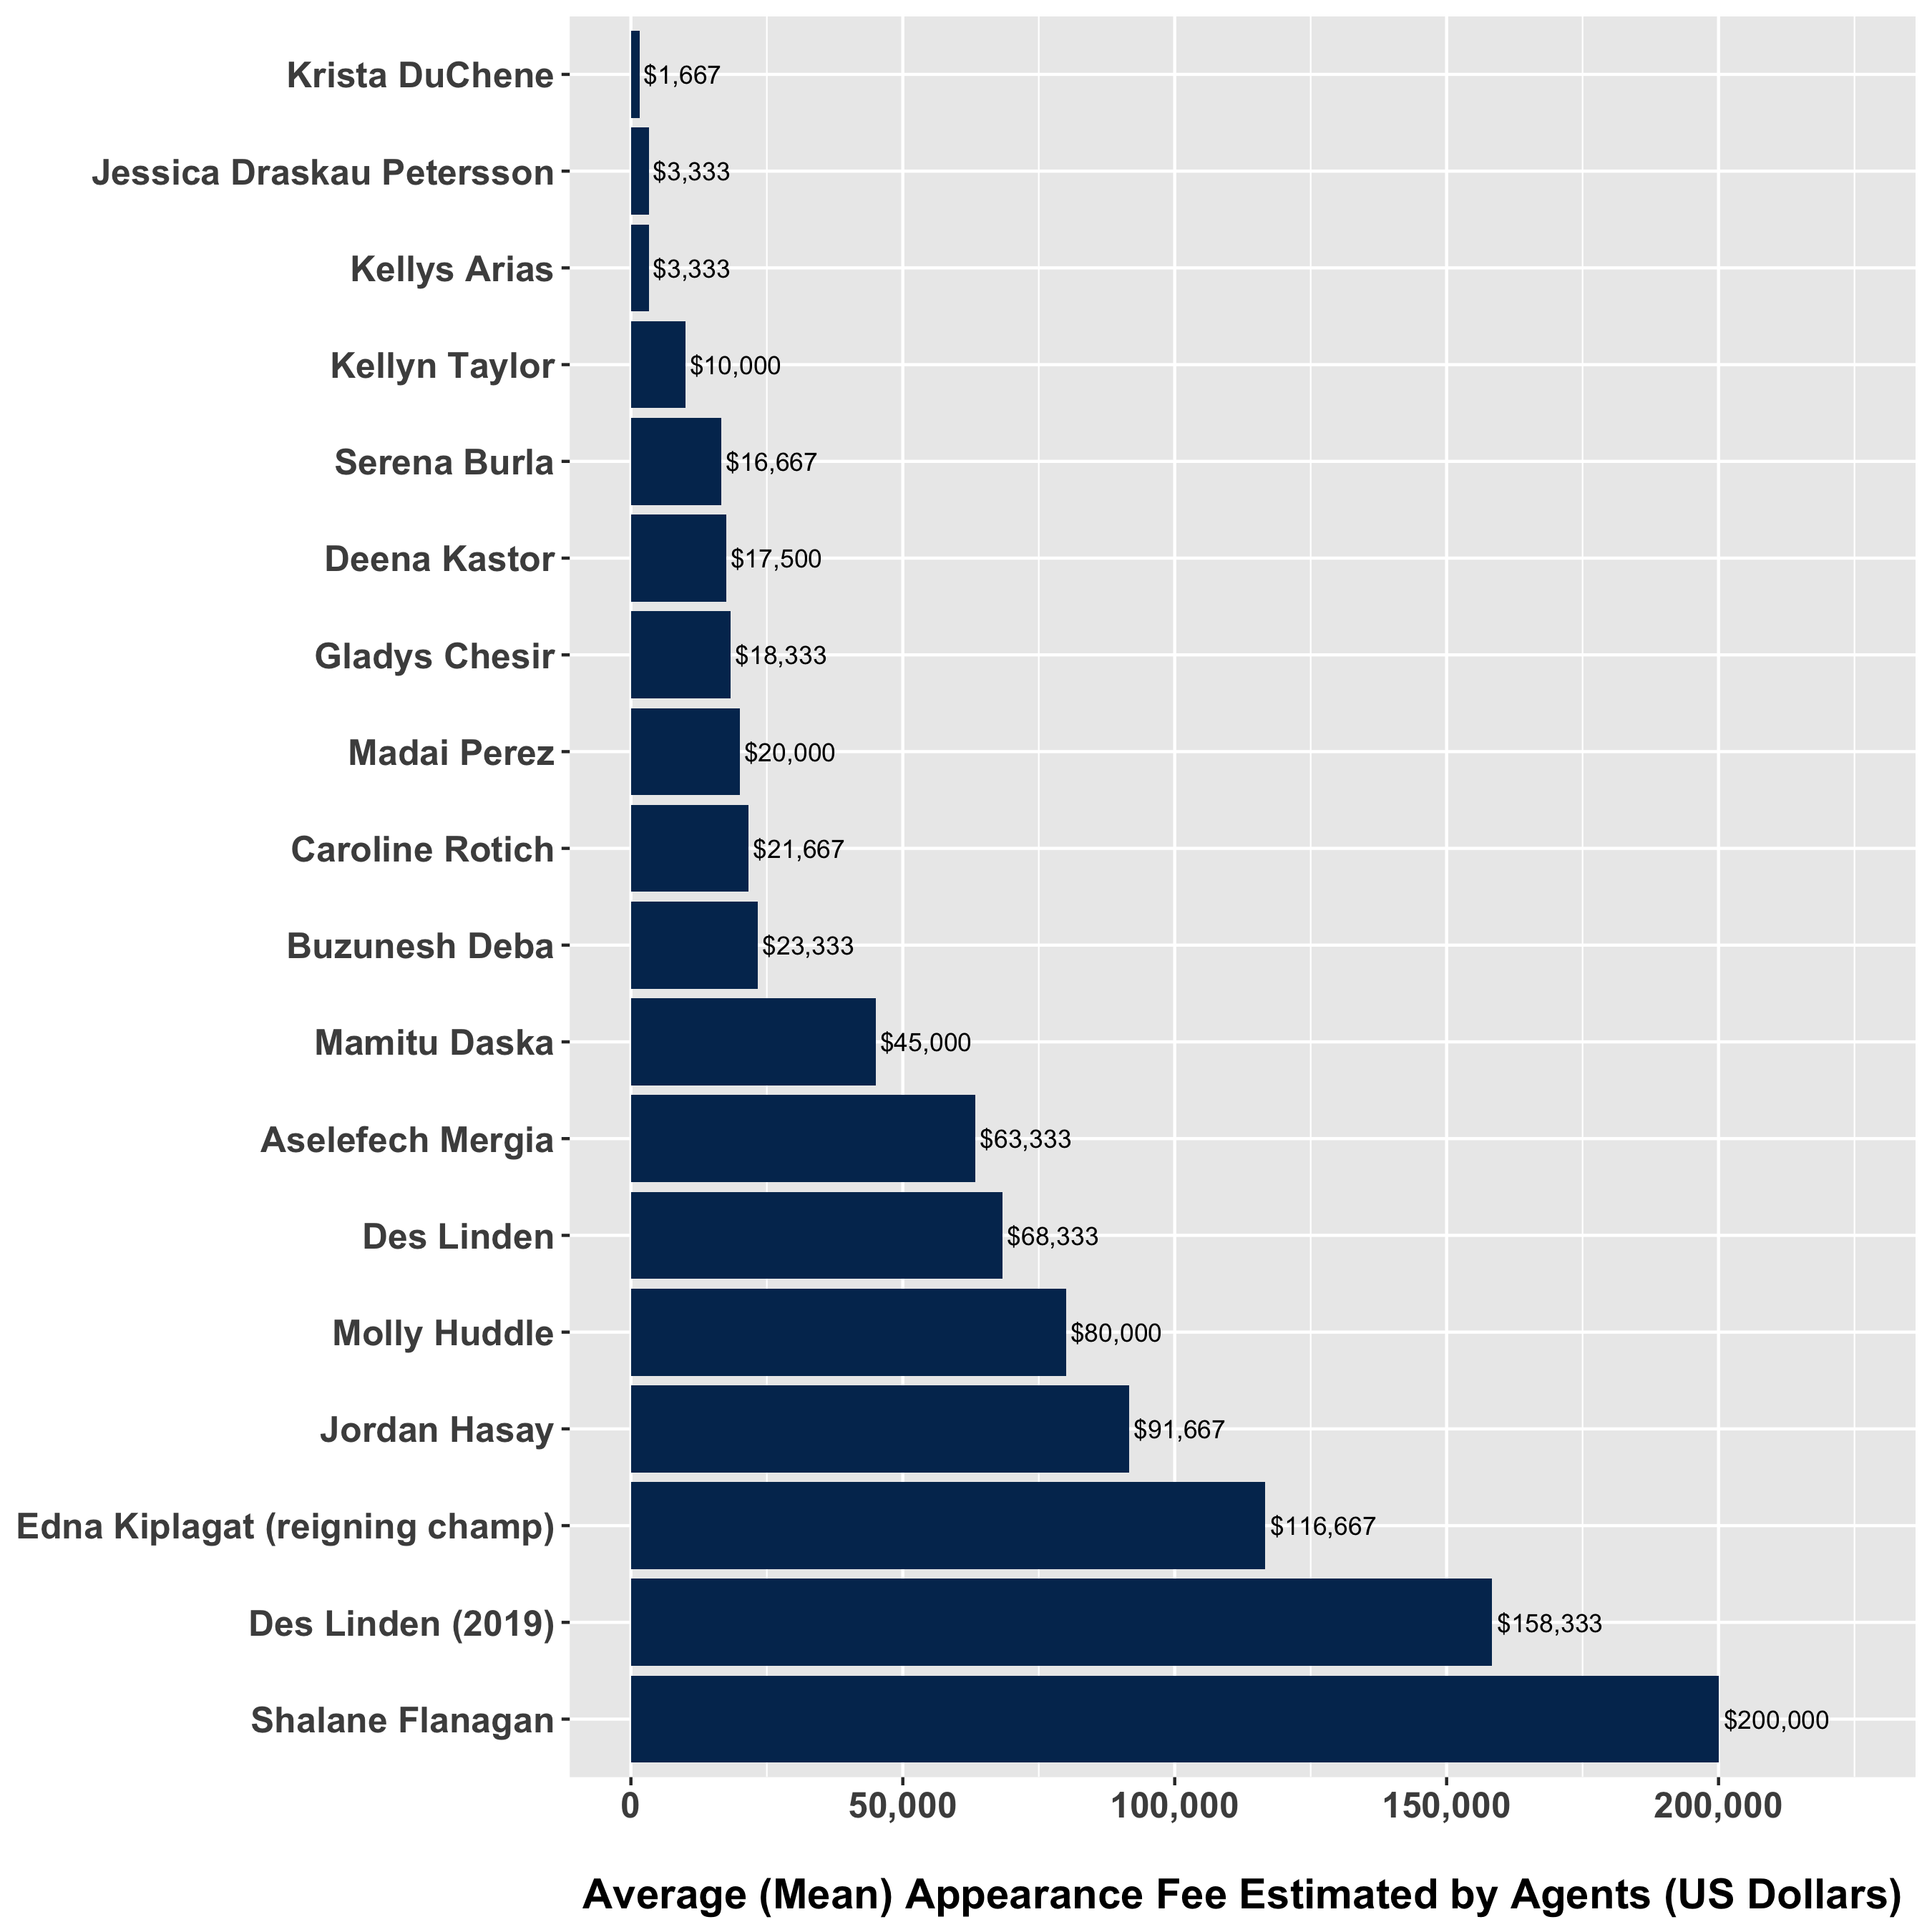 Krista DuChene $1,667
Jessica Draskau Petersson $3,333
Kellys Arias $3,333
Kellyn Taylor $10,000
Serena Burla $16,667
Deena Kastor $17,500
Gladys Chesir $18,333
Madai Perez $20,000
Caroline Rotich $21,667
Buzunesh Deba $23,333
Mamitu Daska $45,000
Aselefech Mergia $63,333
Des Linden $68,333
Molly Huddle $80,000
Jordan Hasay $91,667
Edna Kiplagat (reigning champ) $116,667
Des Linden (2019) $158,333
Shalane Flanagan $200,000
0 50,000 100,000 150,000 200,000
Average (Mean) Appearance Fee Estimated by Agents (US Dollars)